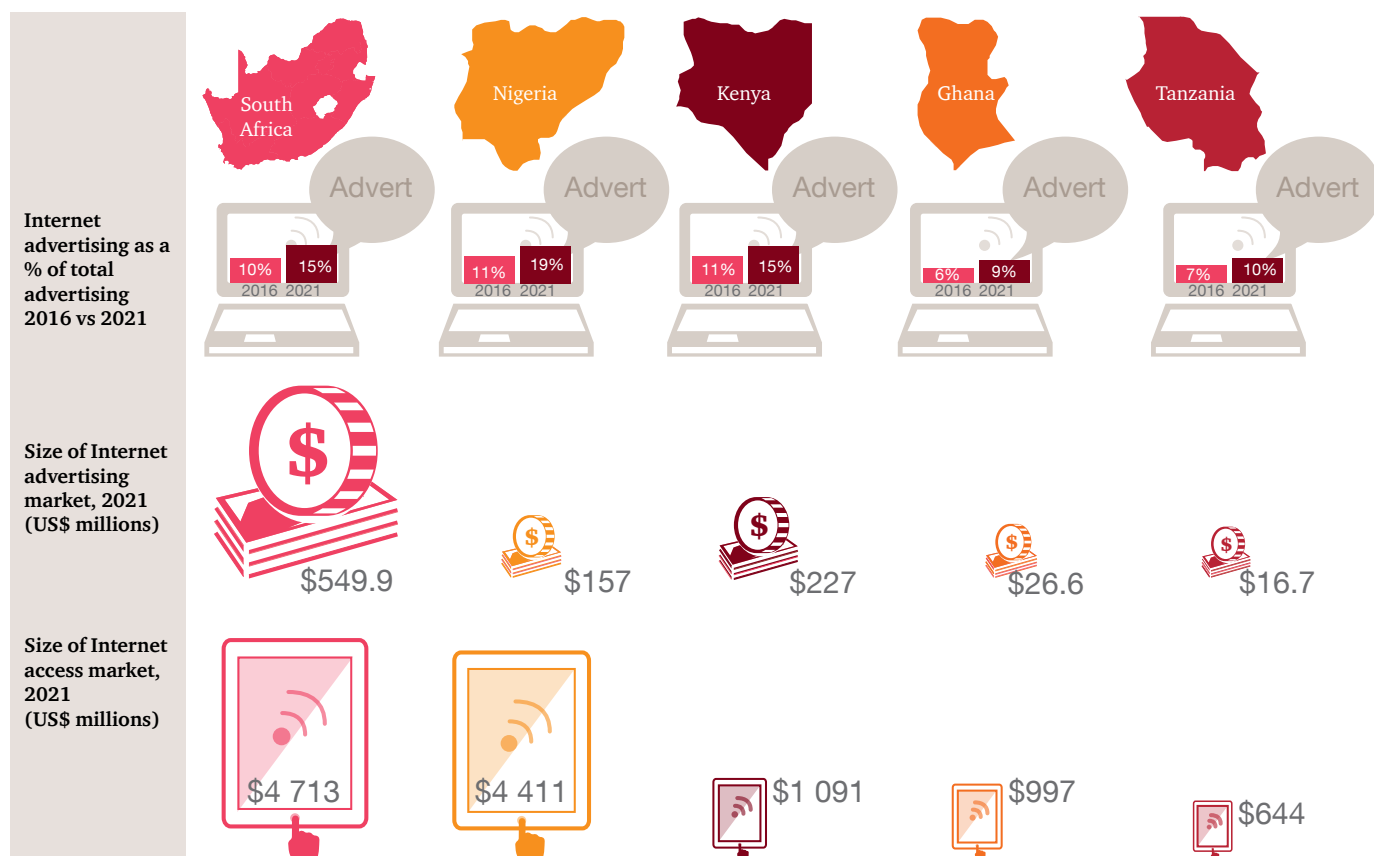 South
Africa
Nigeria
Kenya
Ghana
Tanzania
Advert
Advert
Advert
Advert
Advert
Internet
advertising as a
% of total
advertising
2016 vs 2021
10% 15%
2016 2021
11% 19%
2016 2021
11% 15%
2016 2021
6% 9%
2016 2021
7% 10%
2016 2021
Size of Internet
advertising
market, 2021
(US$ millions)
$
$549.9
$
$157
$
$227
$
$26.6
$
$16.7
Size of Internet
access market,
2021
(US$ millions)
$4 713
$4 411
$1 091
$997
$644